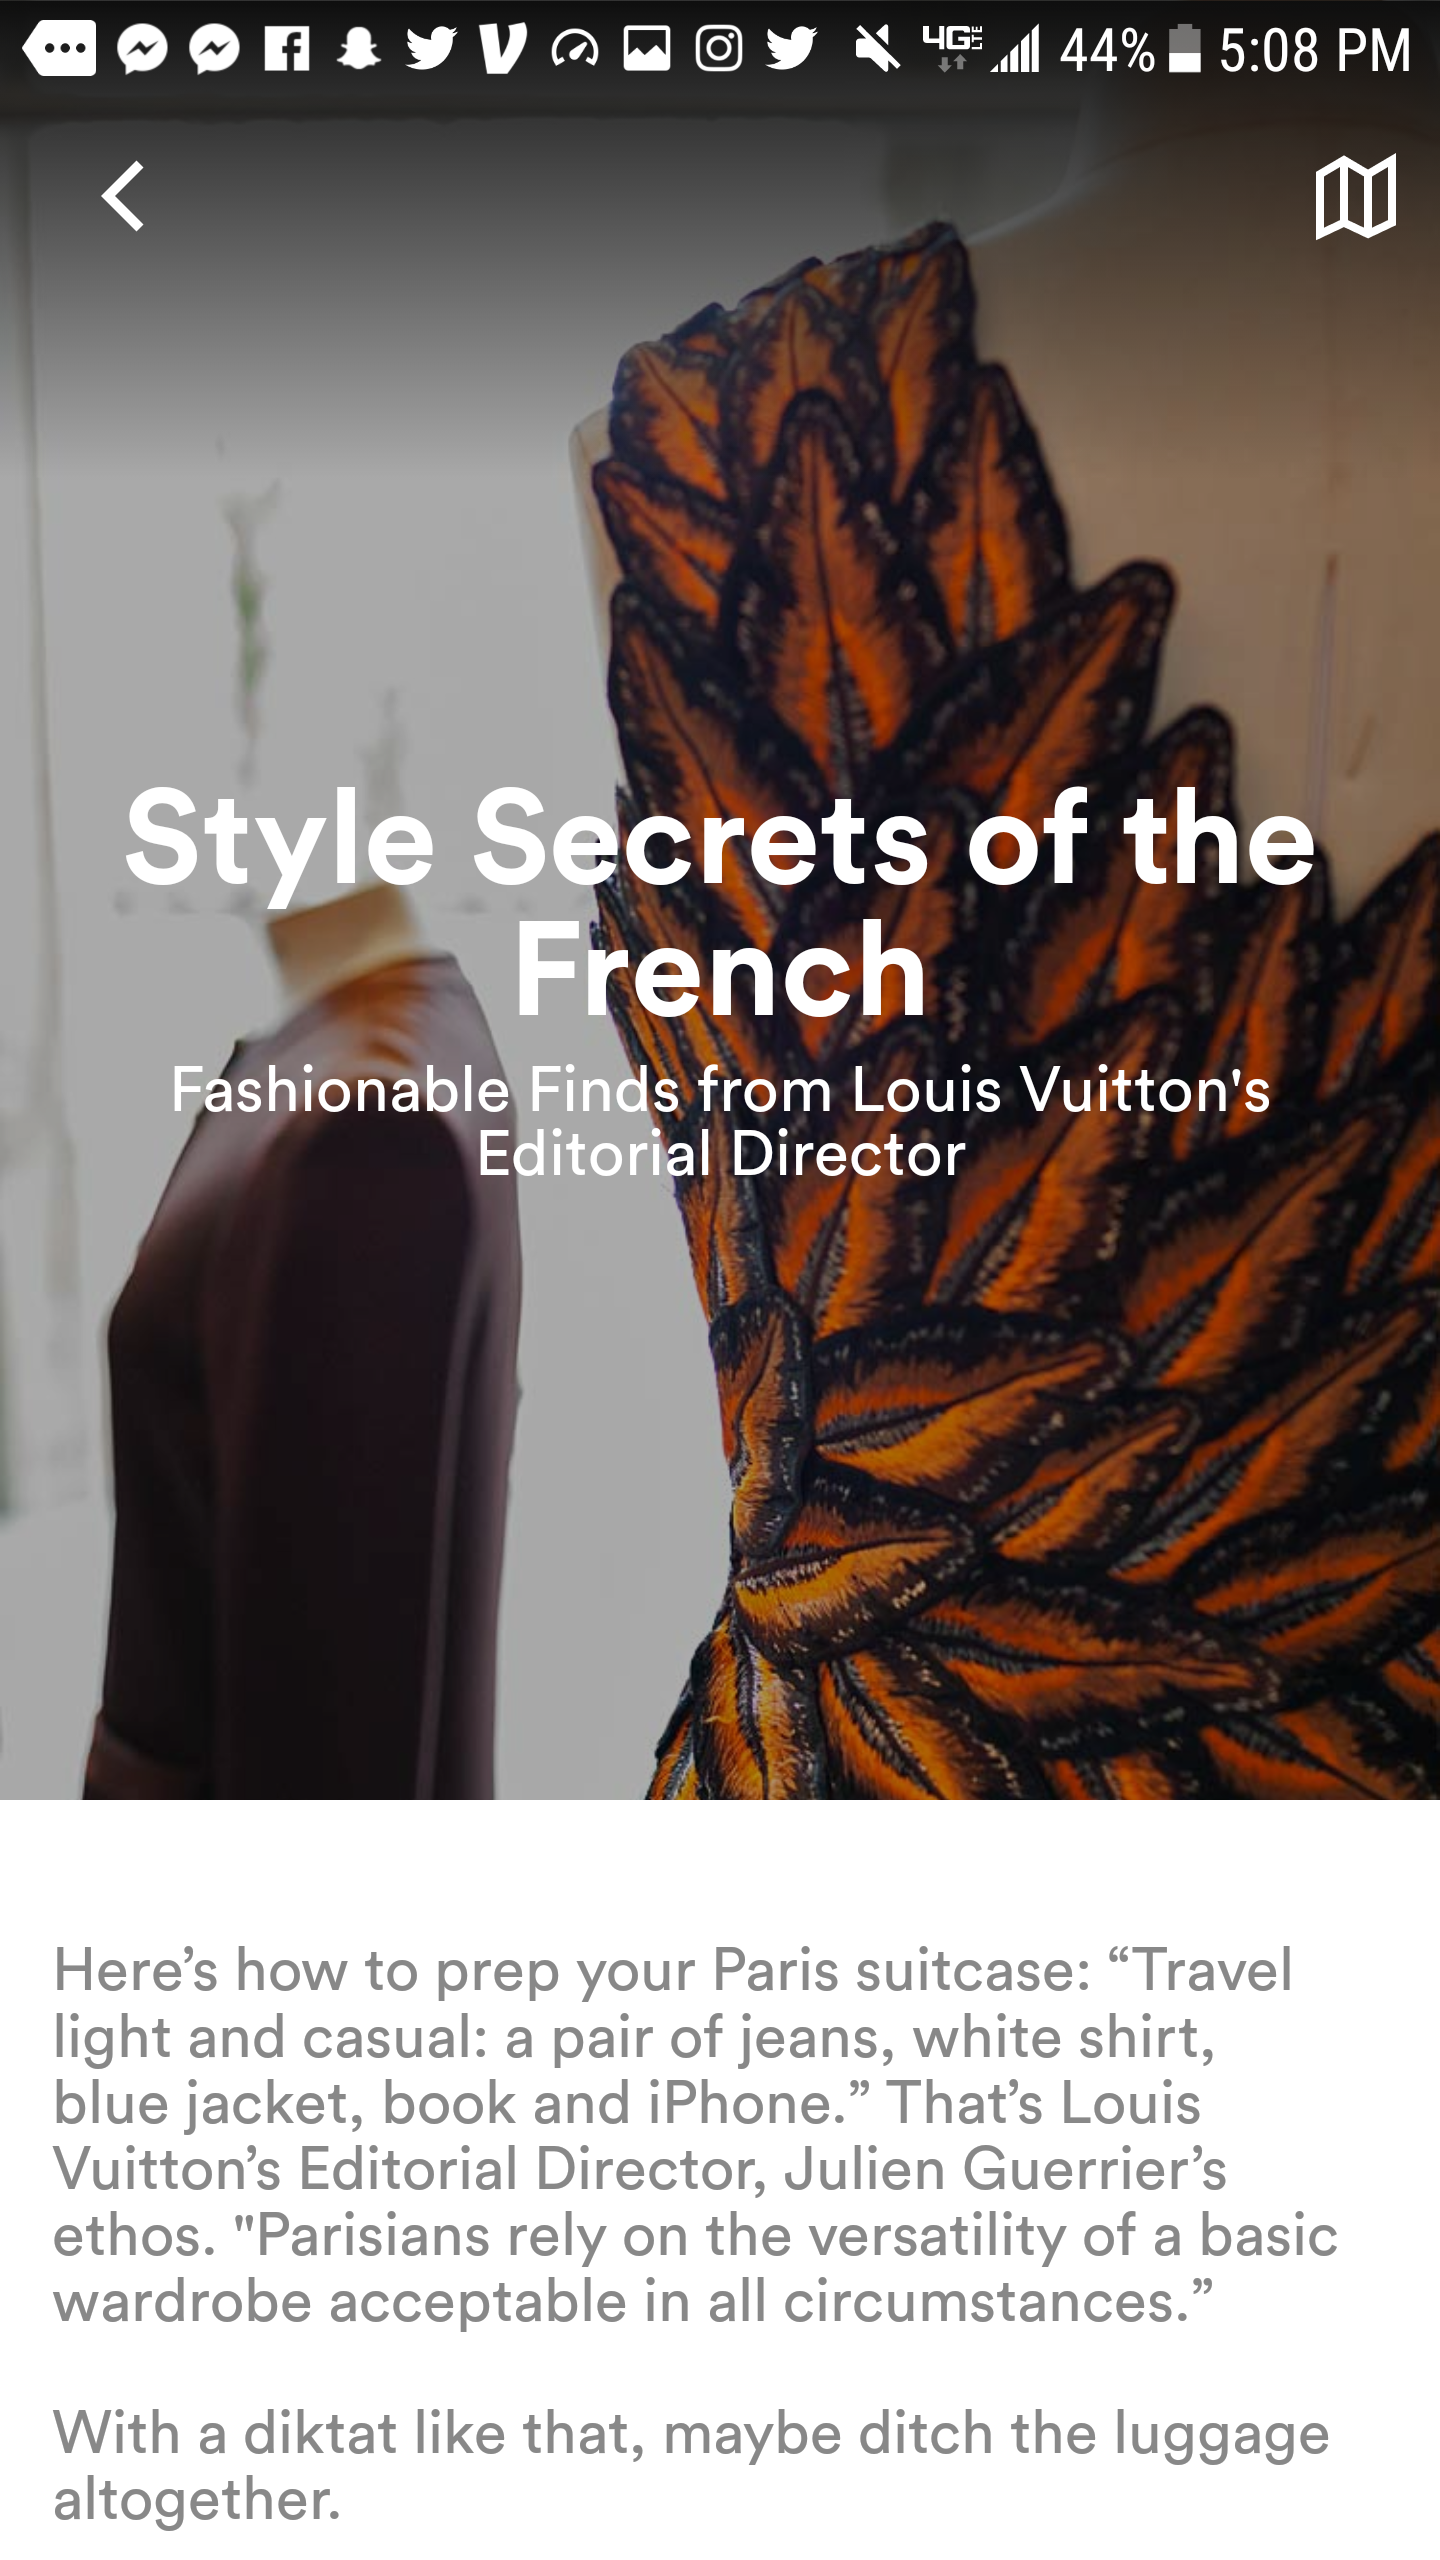 4G LTE 44% 5:08 PM
Style Secrets of the
French
Fashionable Finds from Louis Vuitton's
Editorial Director
Here’s how to prep your Paris suitcase: “Travel
light and casual: a pair of jeans, white shirt,
blue jacket, book and iPhone.” That’s Louis
Vuitton’s Editorial Director, Julien Guerrier’s
ethos. "Parisians rely on the versatility of a basic
wardrobe acceptable in all circumstances.”
With a diktat like that, maybe ditch the luggage
altogether.